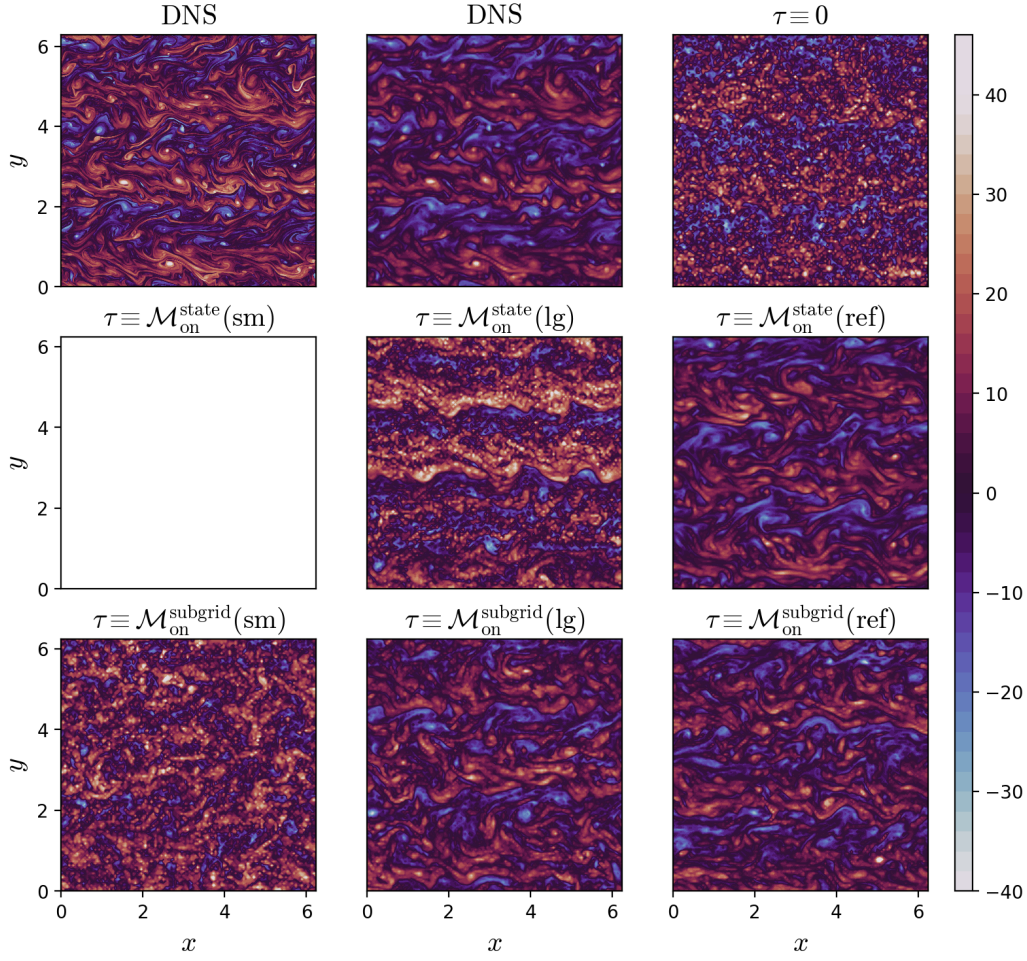 DNS
DNS
τ ≡ 0
y
6
4
2
0
τ ≡ ℳ_on^state(sm)
τ ≡ ℳ_on^state(lg)
τ ≡ ℳ_on^state(ref)
y
6
4
2
0
τ ≡ ℳ_on^subgrid(sm)
τ ≡ ℳ_on^subgrid(lg)
τ ≡ ℳ_on^subgrid(ref)
y
6
4
2
0
0 2 4 6
0 2 4 6
0 2 4 6
x
x
x
40
30
20
10
0
−10
−20
−30
−40